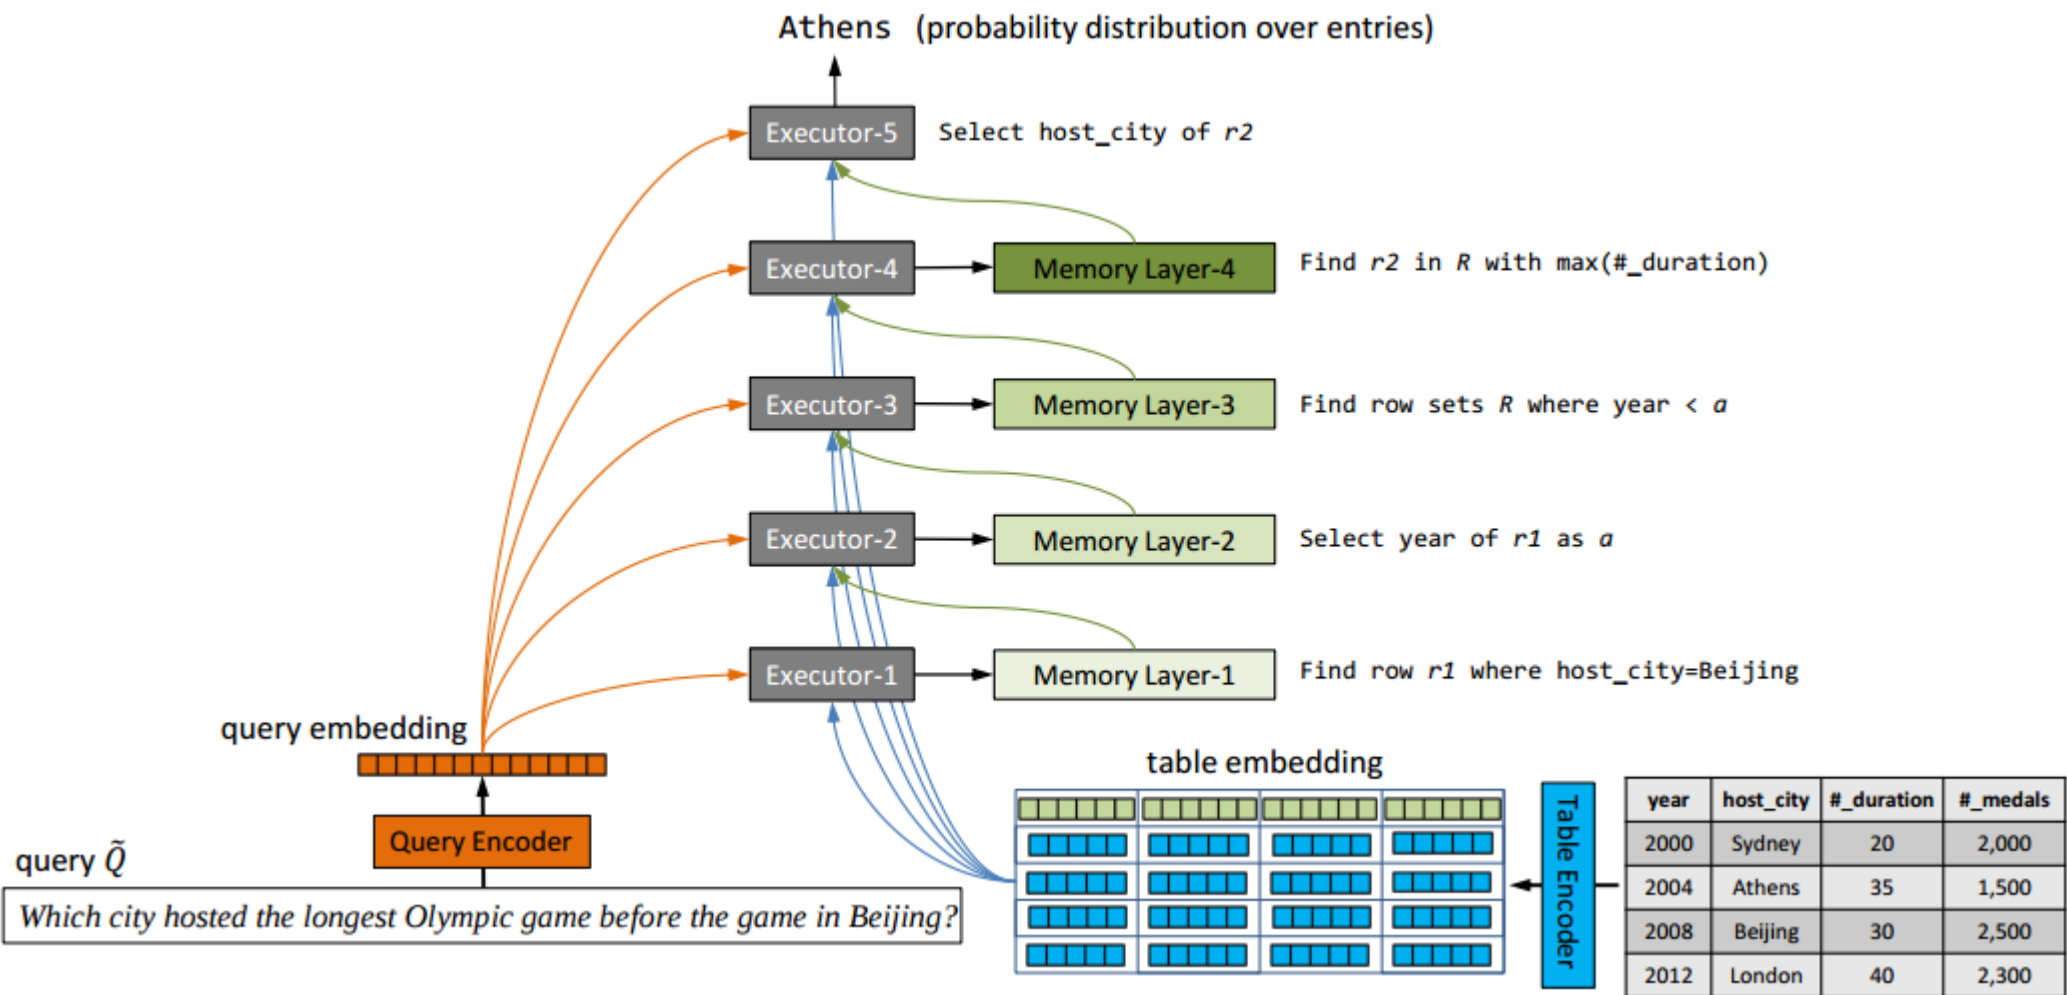 Athens (probability distribution over entries)
Executor-5 Select host_city of r2
Executor-4 Memory Layer-4 Find r2 in R with max(#_duration)
Executor-3 Memory Layer-3 Find row sets R where year < a
Executor-2 Memory Layer-2 Select year of r1 as a
Executor-1 Memory Layer-1 Find row r1 where host_city=Beijing
query embedding
Query Encoder
query Q̃
Which city hosted the longest Olympic game before the game in Beijing?
table embedding
Table Encoder
year host_city #_duration #_medals
2000 Sydney 20 2,000
2004 Athens 35 1,500
2008 Beijing 30 2,500
2012 London 40 2,300